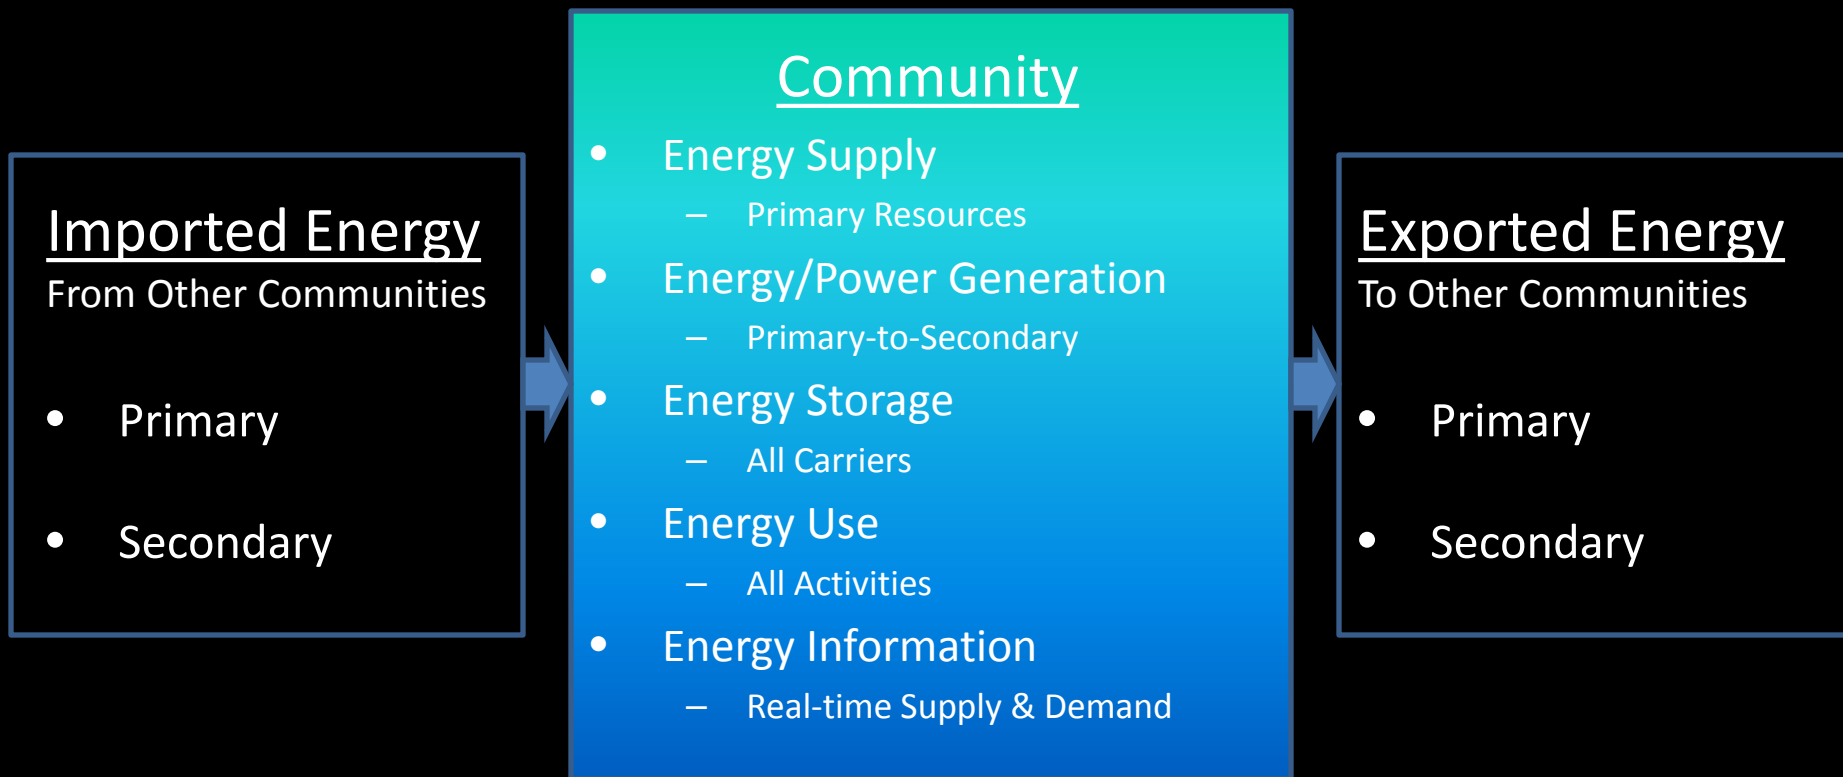 Imported Energy
From Other Communities
• Primary
• Secondary
Community
• Energy Supply
– Primary Resources
• Energy/Power Generation
– Primary-to-Secondary
• Energy Storage
– All Carriers
• Energy Use
– All Activities
• Energy Information
– Real-time Supply & Demand
Exported Energy
To Other Communities
• Primary
• Secondary